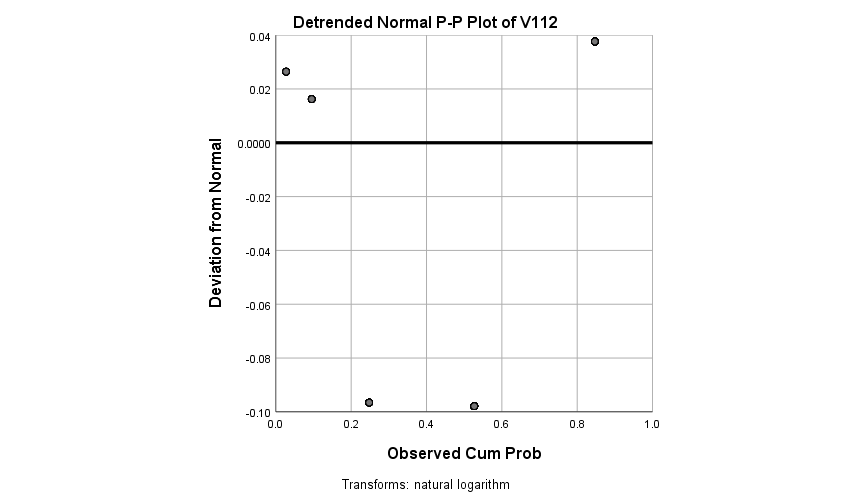 Detrended Normal P-P Plot of V112
0.04
0.02
0.0000
-0.02
-0.04
-0.06
-0.08
-0.10
Deviation from Normal
0.0 0.2 0.4 0.6 0.8 1.0
Observed Cum Prob
Transforms: natural logarithm